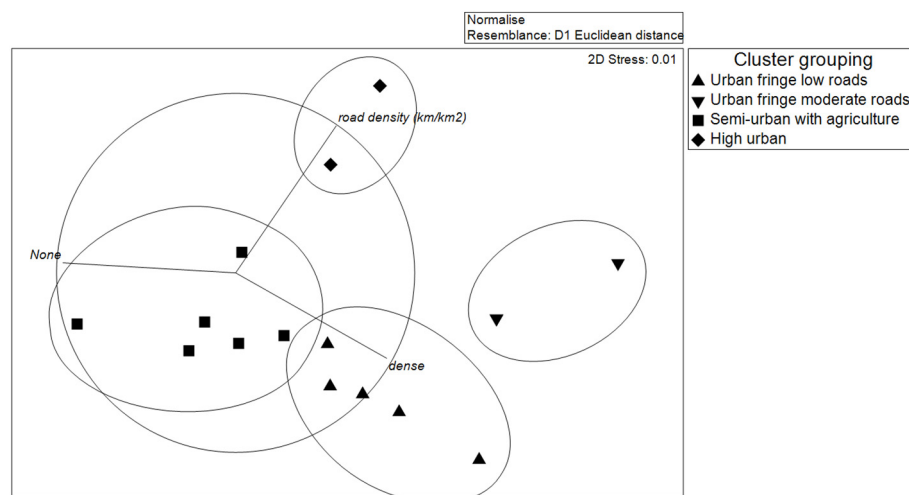 Normalise
Resemblance: D1 Euclidean distance
2D Stress: 0.01
Cluster grouping
Urban fringe low roads
Urban fringe moderate roads
Semi-urban with agriculture
High urban
road density (km/km2)
None
dense